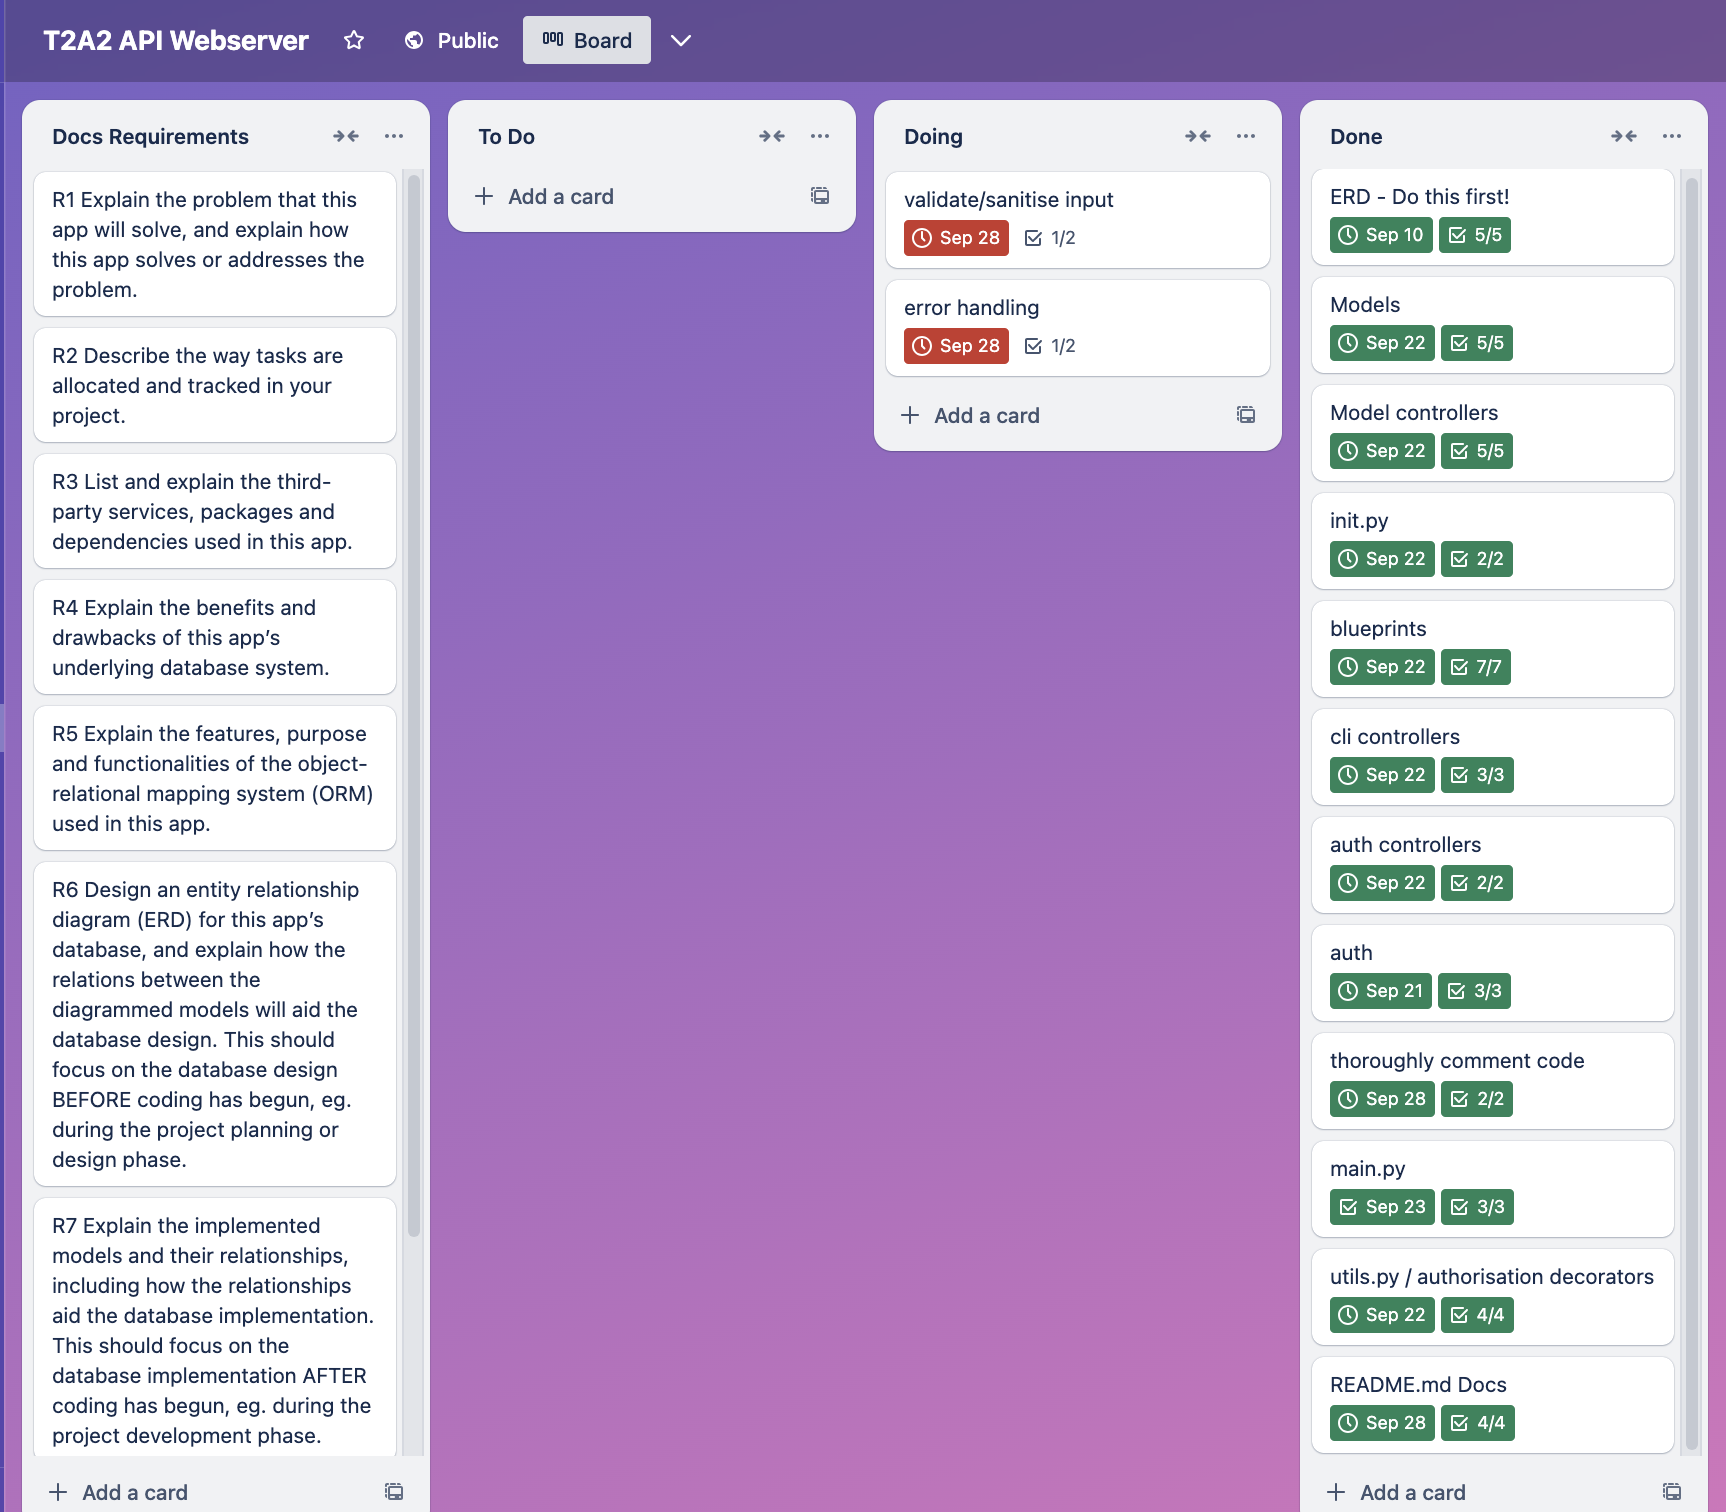 T2A2 API Webserver
Public
Board
Docs Requirements
R1 Explain the problem that this
app will solve, and explain how
this app solves or addresses the
problem.
R2 Describe the way tasks are
allocated and tracked in your
project.
R3 List and explain the third-
party services, packages and
dependencies used in this app.
R4 Explain the benefits and
drawbacks of this app’s
underlying database system.
R5 Explain the features, purpose
and functionalities of the object-
relational mapping system (ORM)
used in this app.
R6 Design an entity relationship
diagram (ERD) for this app’s
database, and explain how the
relations between the
diagrammed models will aid the
database design. This should
focus on the database design
BEFORE coding has begun, eg.
during the project planning or
design phase.
R7 Explain the implemented
models and their relationships,
including how the relationships
aid the database implementation.
This should focus on the
database implementation AFTER
coding has begun, eg. during the
project development phase.
Add a card
To Do
Add a card
Doing
validate/sanitise input
Sep 28 1/2
error handling
Sep 28 1/2
Add a card
Done
ERD - Do this first!
Sep 10 5/5
Models
Sep 22 5/5
Model controllers
Sep 22 5/5
init.py
Sep 22 2/2
blueprints
Sep 22 7/7
cli controllers
Sep 22 3/3
auth controllers
Sep 22 2/2
auth
Sep 21 3/3
thoroughly comment code
Sep 28 2/2
main.py
Sep 23 3/3
utils.py / authorisation decorators
Sep 22 4/4
README.md Docs
Sep 28 4/4
Add a card